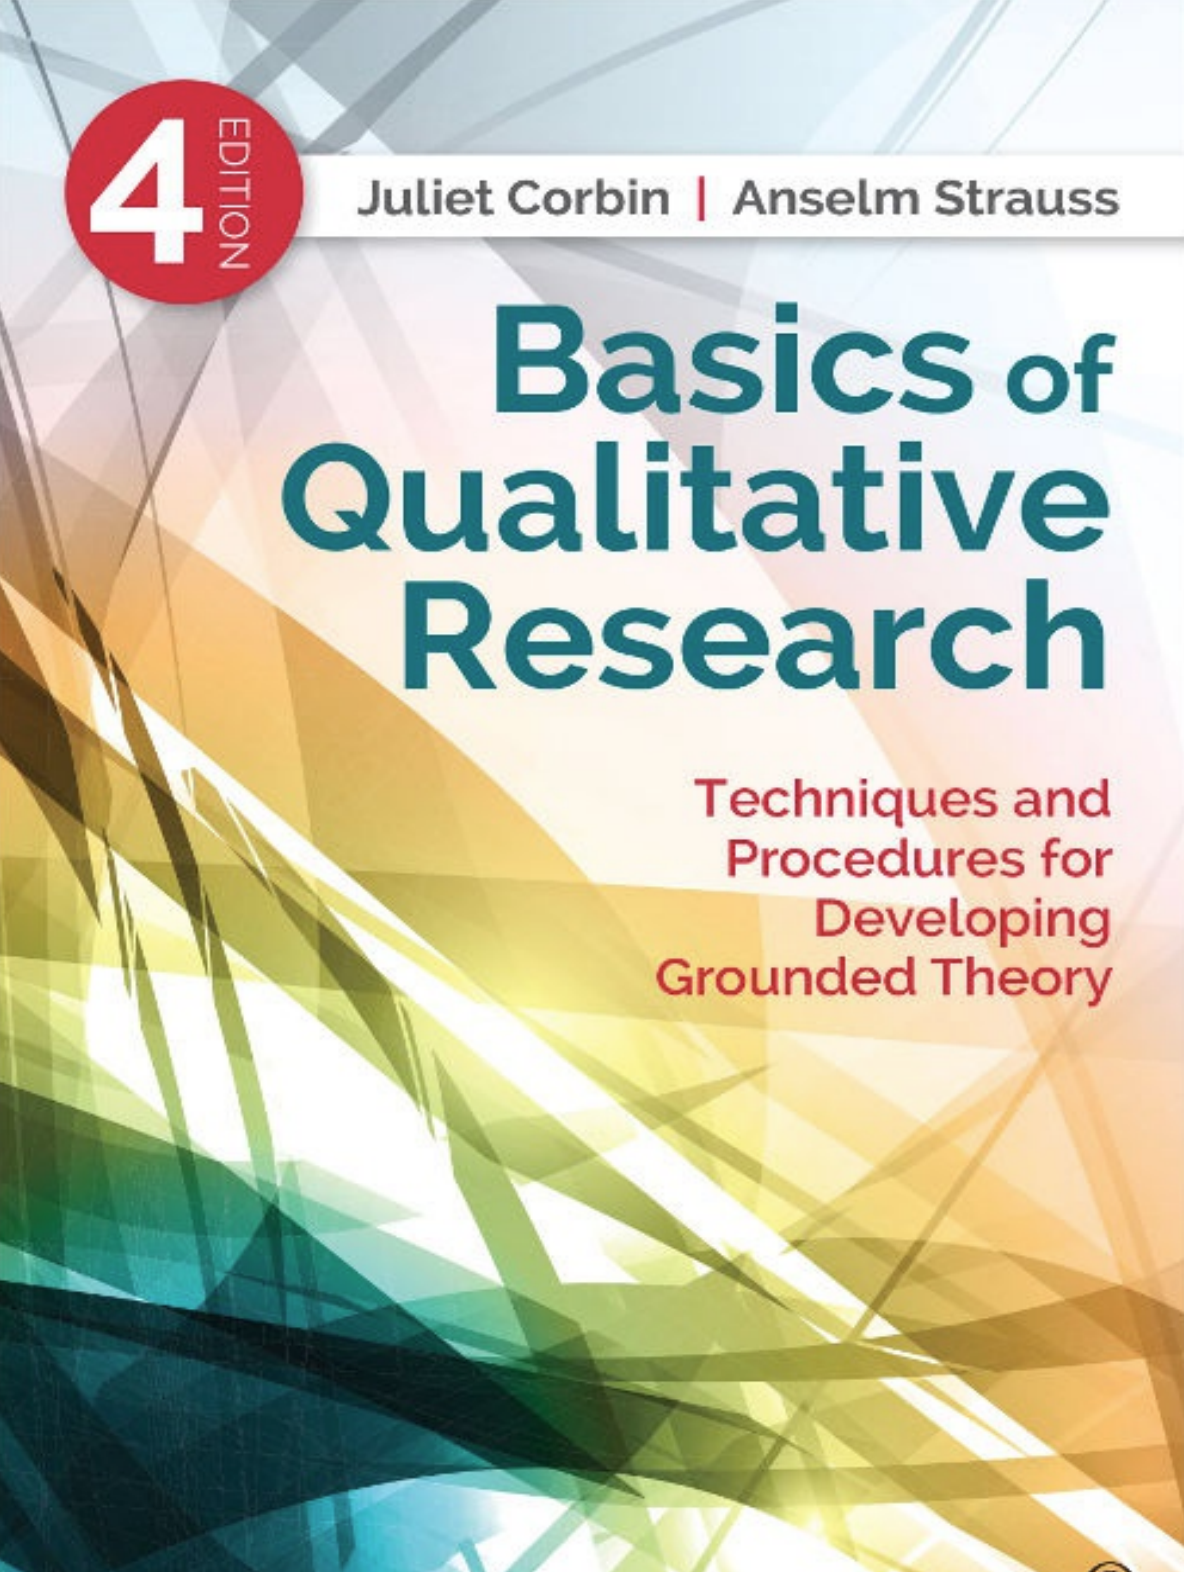 4 EDITION
Juliet Corbin | Anselm Strauss
Basics of
Qualitative
Research
Techniques and
Procedures for
Developing
Grounded Theory